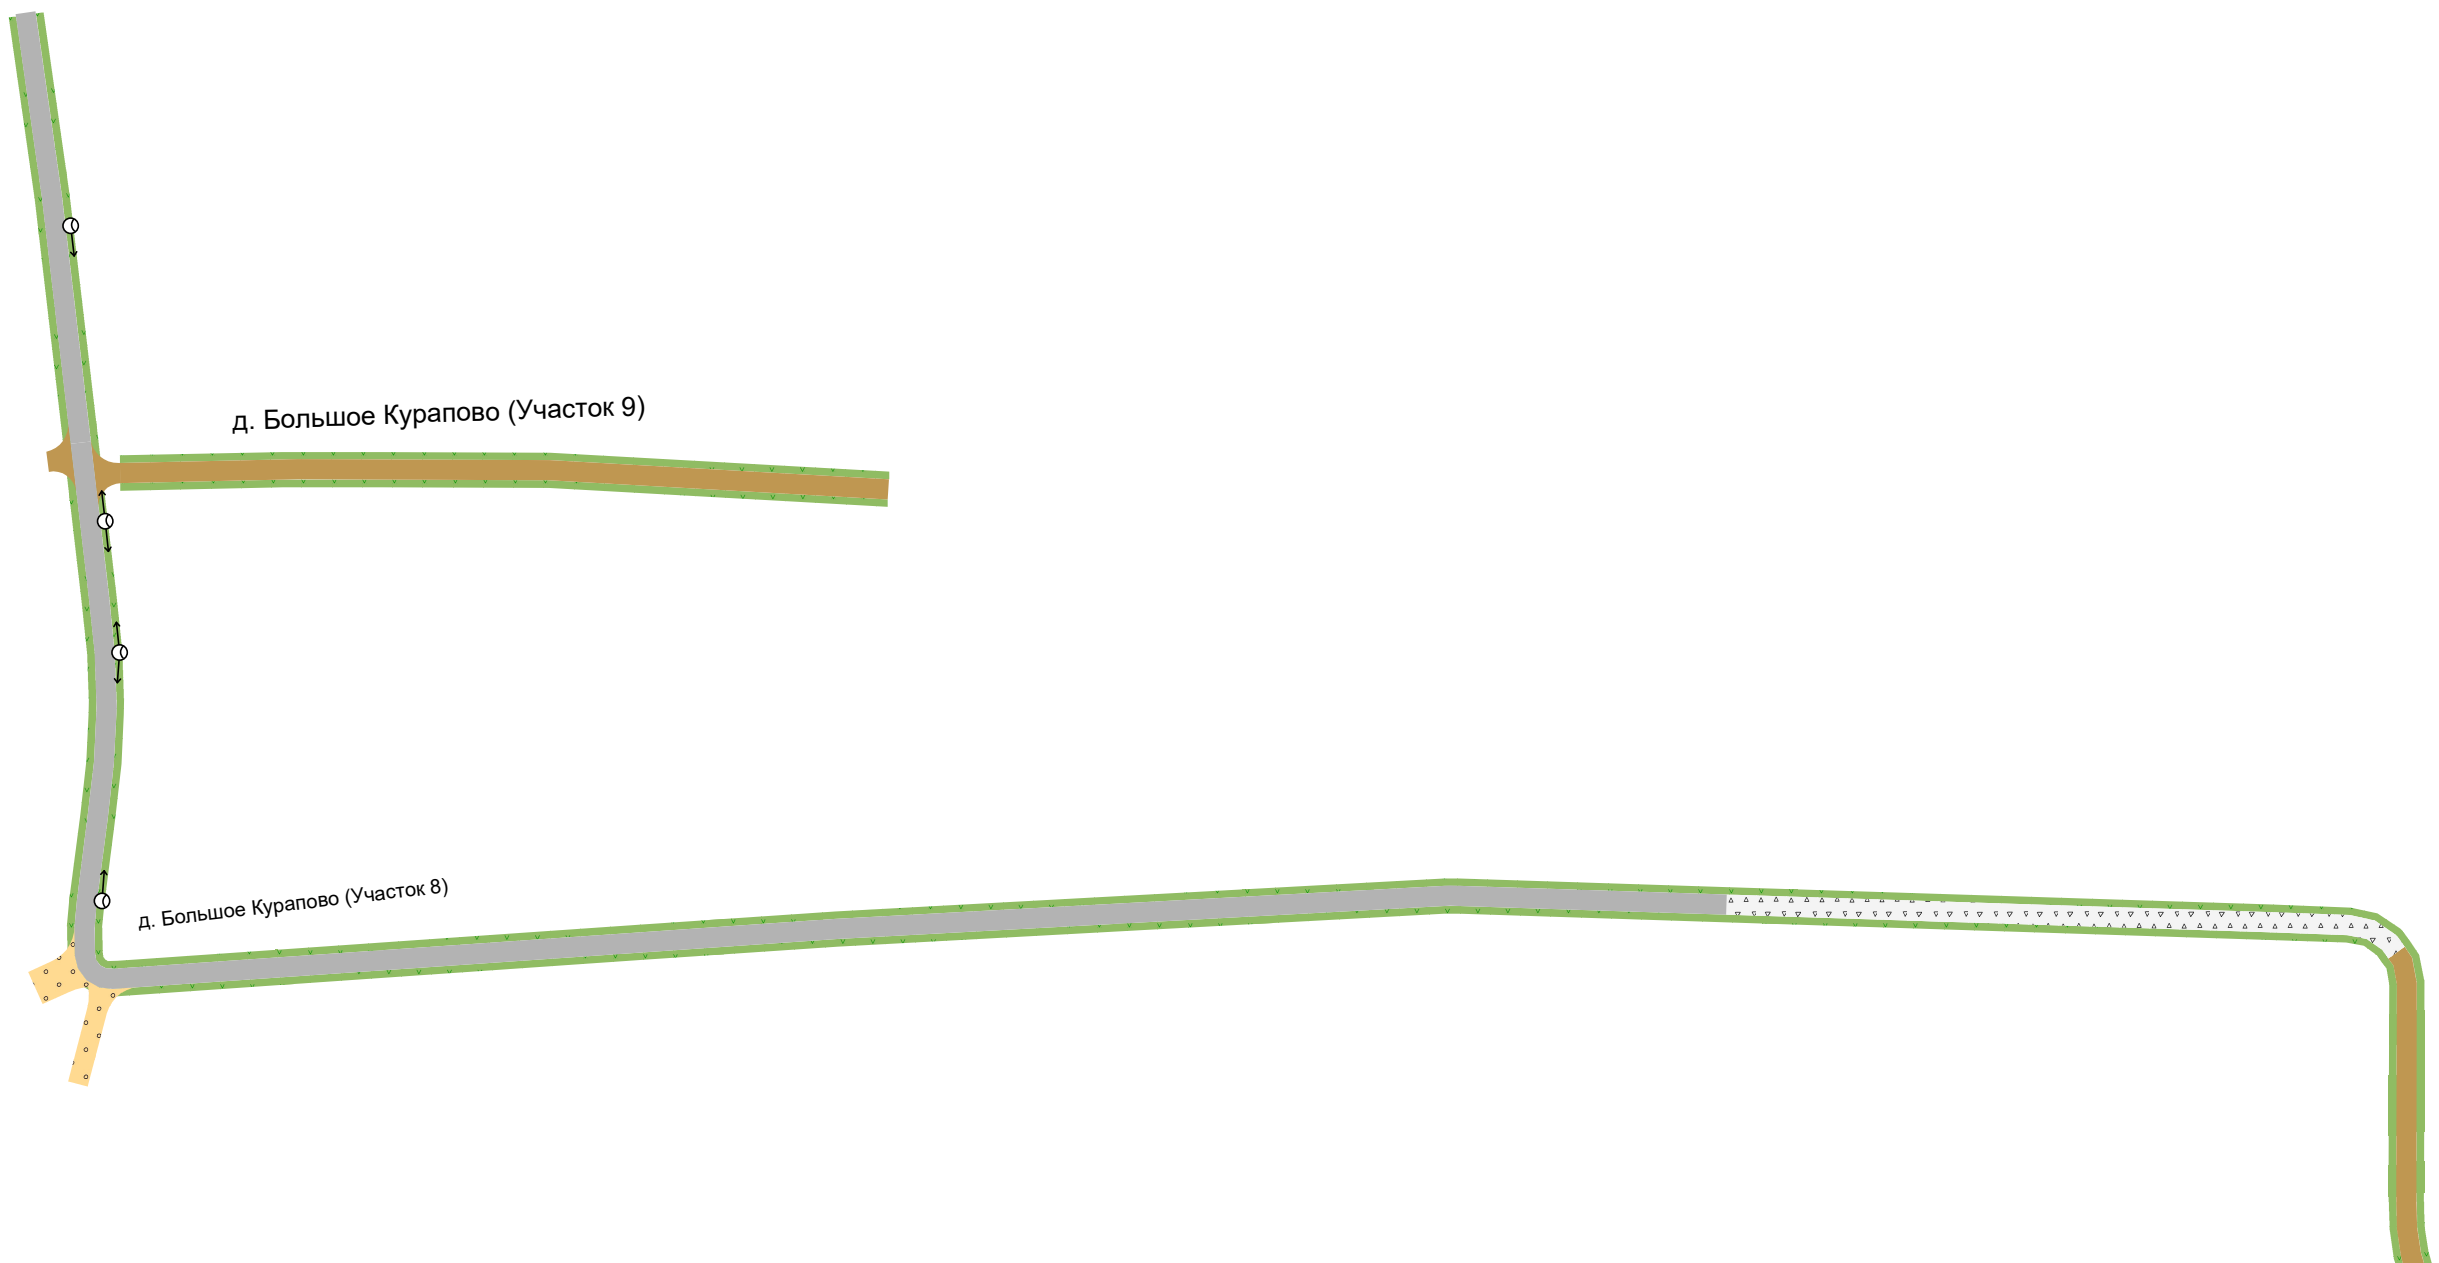 д. Большое Курапово (Участок 9)
д. Большое Курапово (Участок 8)